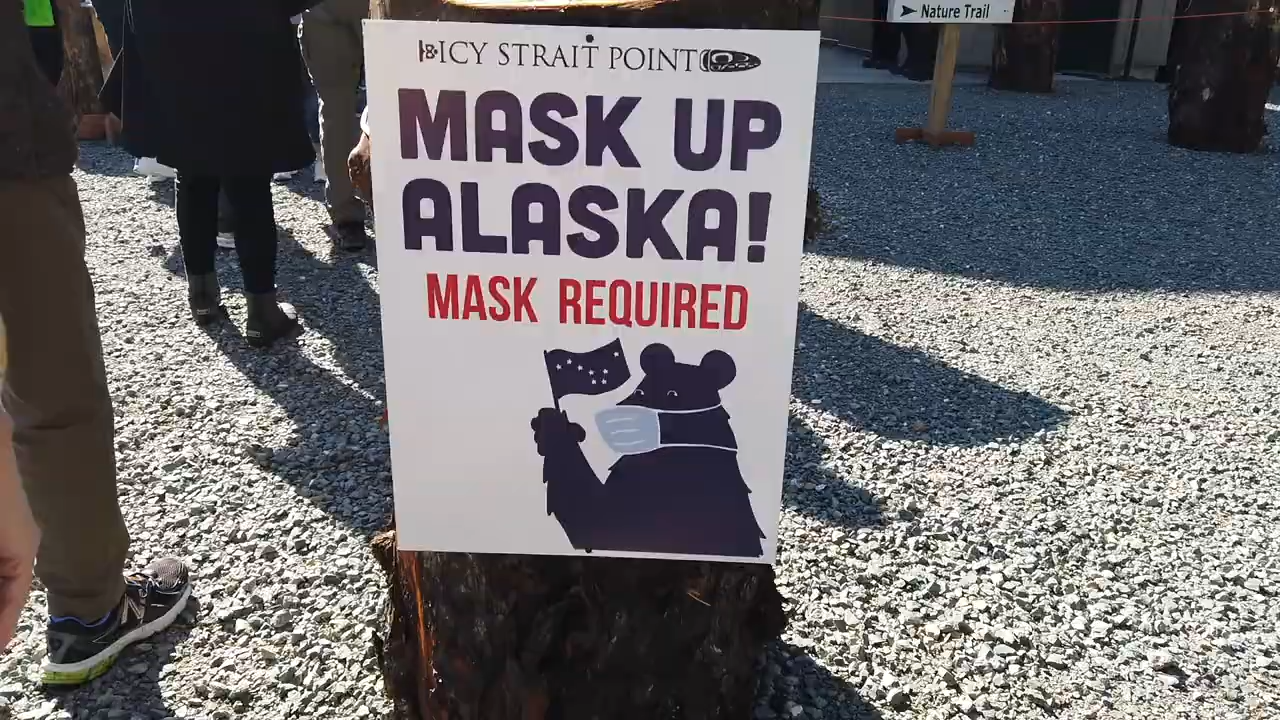 Nature Trail
ICY STRAIT POINT
MASK UP
ALASKA!
MASK REQUIRED